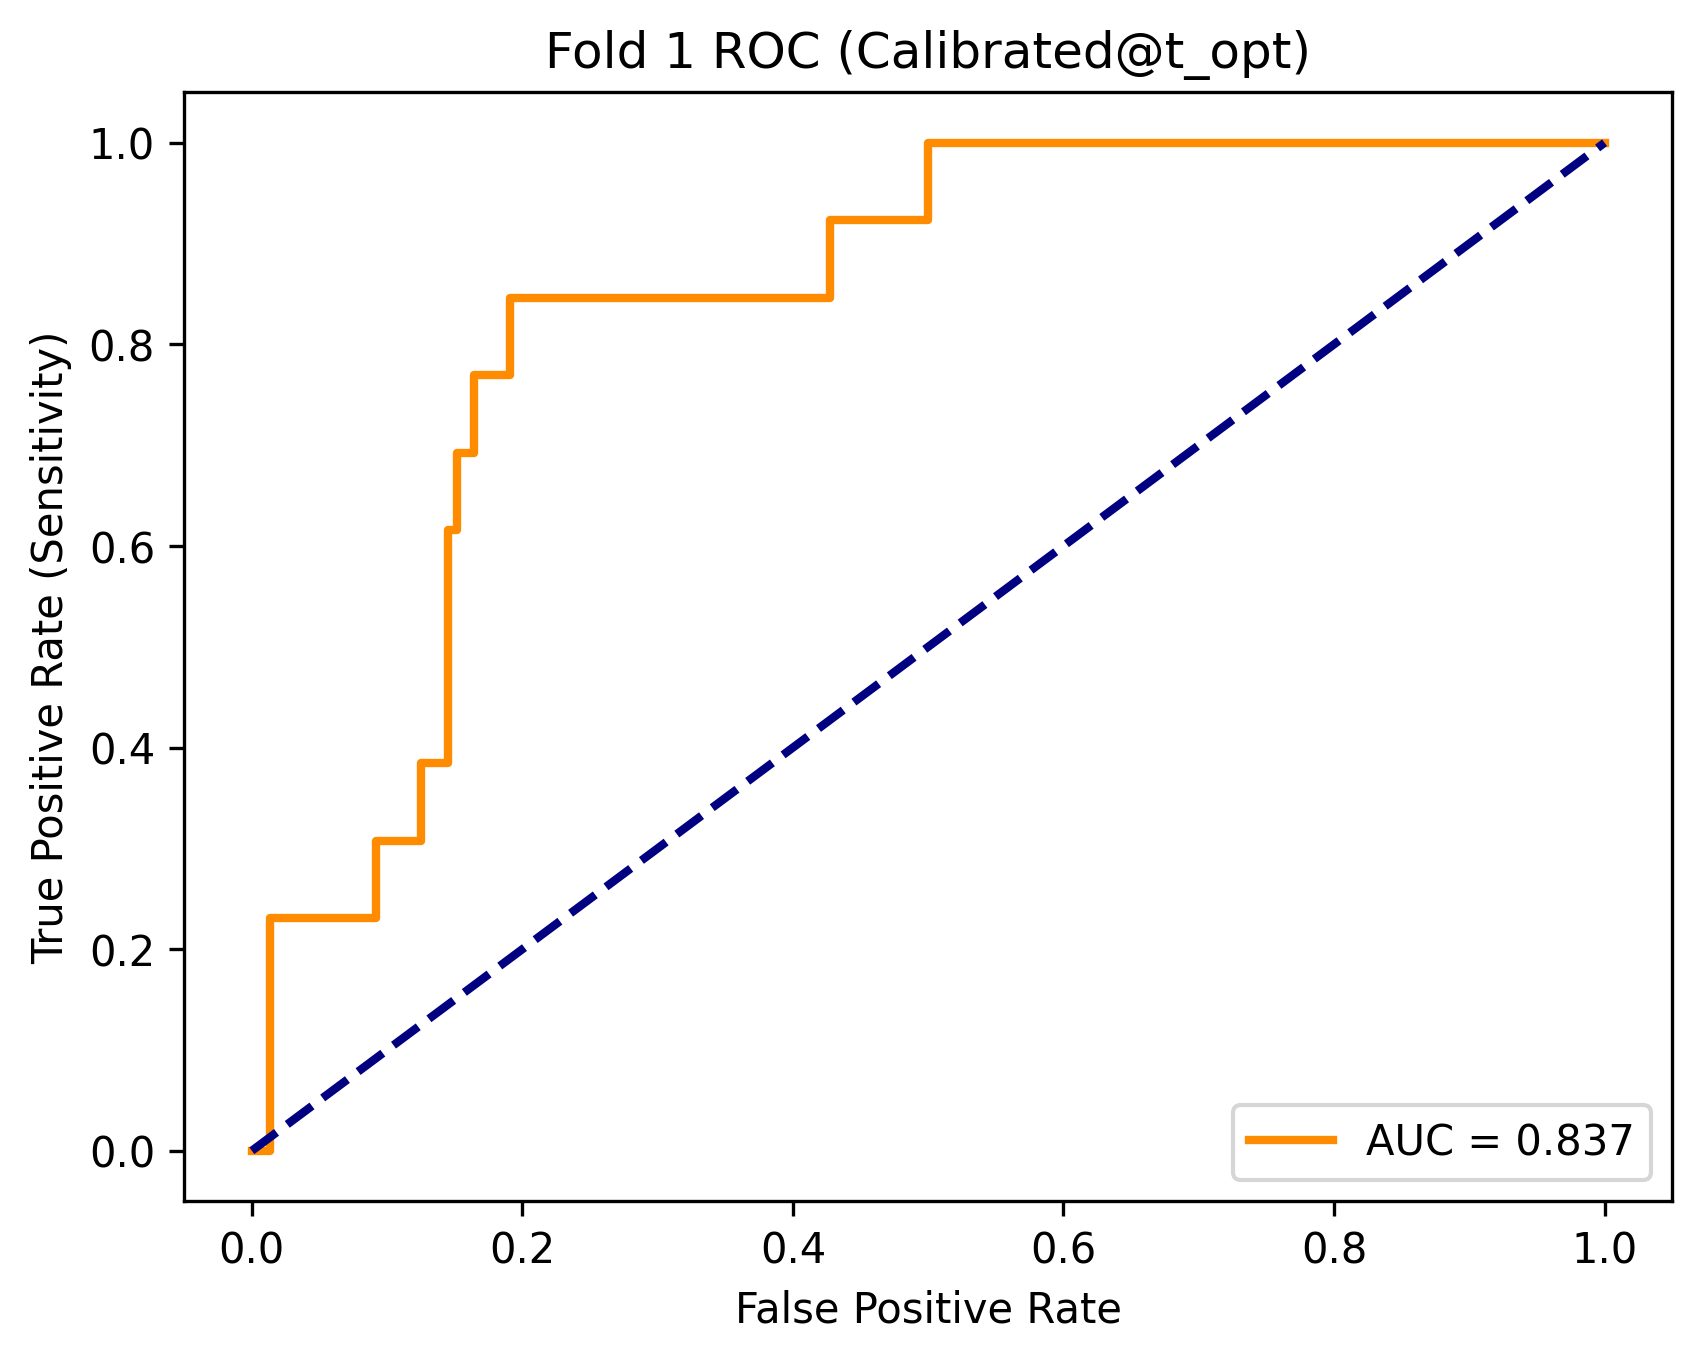 Fold 1 ROC (Calibrated@t_opt)
True Positive Rate (Sensitivity)
1.0
0.8
0.6
0.4
0.2
0.0
AUC = 0.837
0.0 0.2 0.4 0.6 0.8 1.0
False Positive Rate